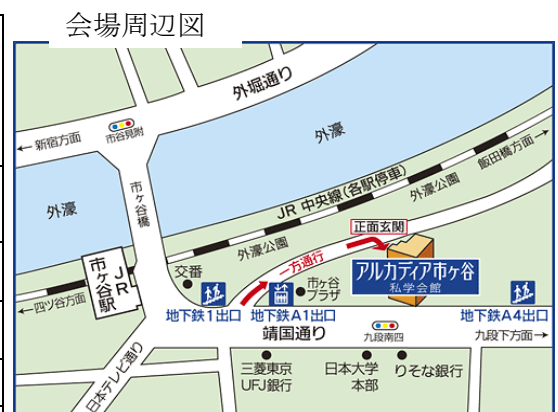 会場周辺図
外堀通り
←新宿方面
市谷見附
外濠
飯田橋方面→
外濠
市ヶ谷橋
JR 中央線(各駅停車)
外濠公園
正面玄関
外濠公園
一方通行
アルカディア市ヶ谷
私学会館
JR
市ヶ谷駅
交番
市ヶ谷
プラザ
←四ツ谷方面
地下鉄1出口
地下鉄A1出口
地下鉄A4出口
靖国通り
九段南四
九段下方面→
日本テレビ通り
三菱東京
UFJ銀行
日本大学
本部
りそな銀行